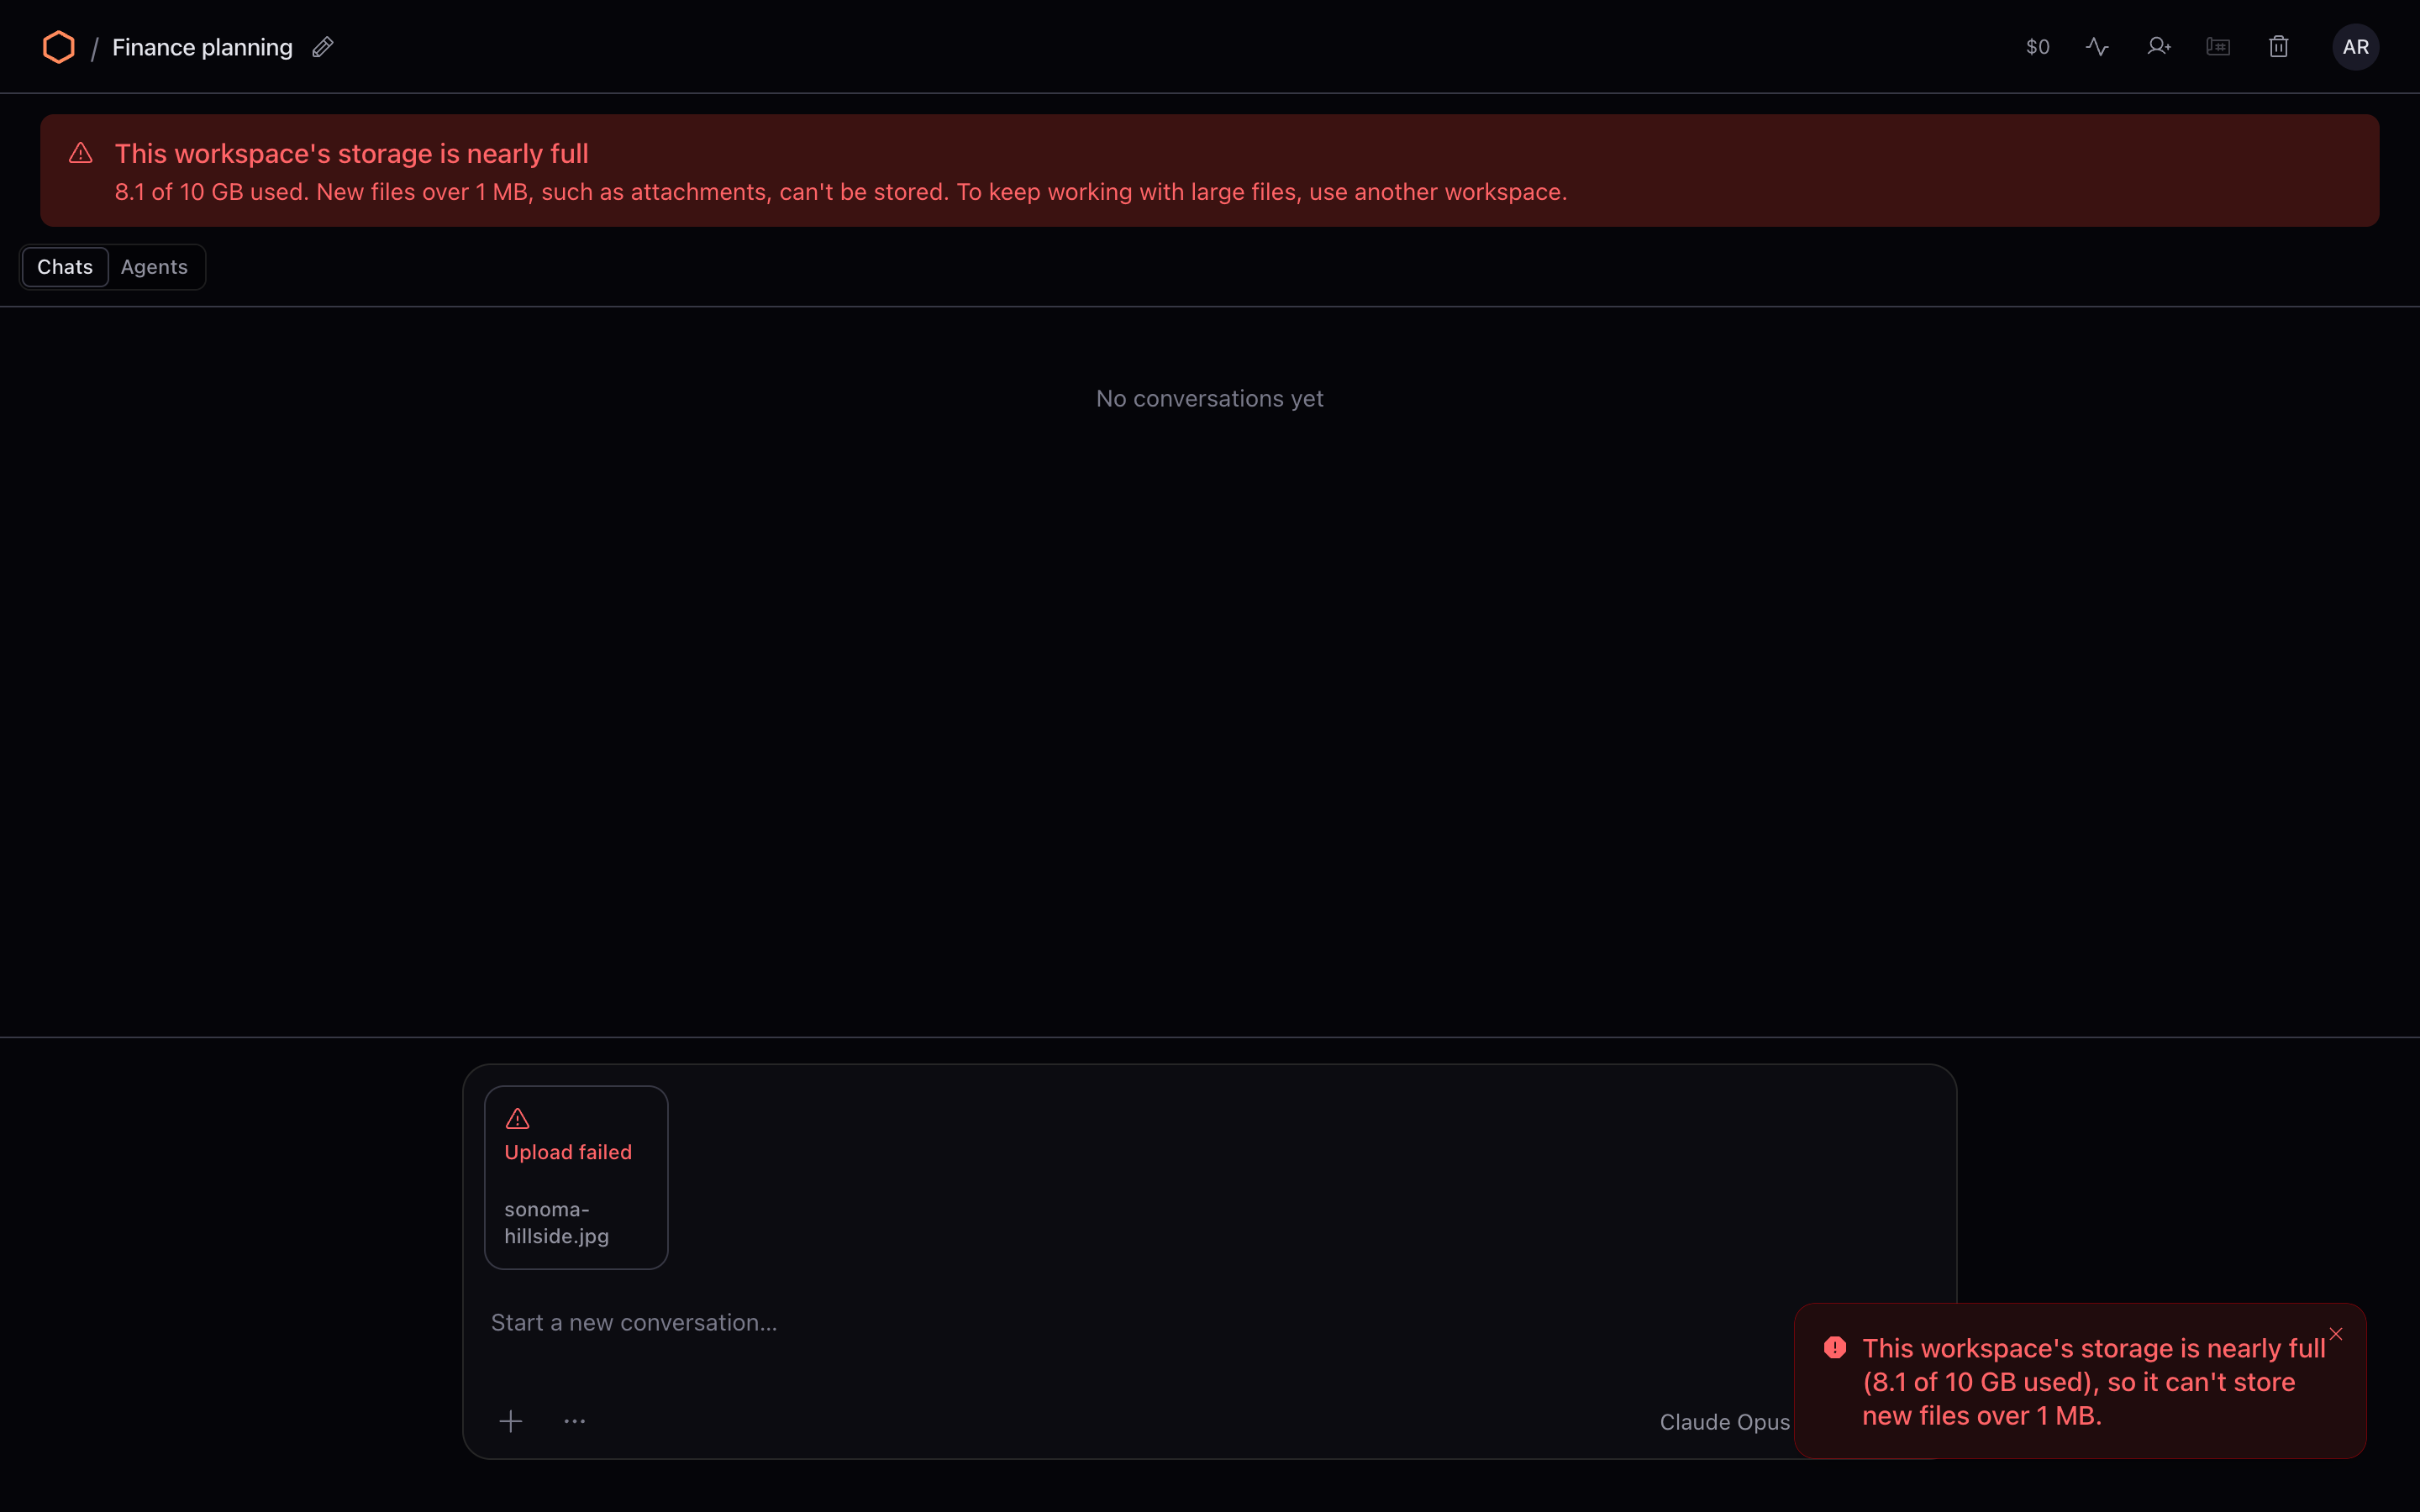 / Finance planning
$0
AR
This workspace's storage is nearly full
8.1 of 10 GB used. New files over 1 MB, such as attachments, can't be stored. To keep working with large files, use another workspace.
Chats
Agents
No conversations yet
Upload failed
sonoma-
hillside.jpg
Start a new conversation...
Claude Opus
This workspace's storage is nearly full
(8.1 of 10 GB used), so it can't store
new files over 1 MB.